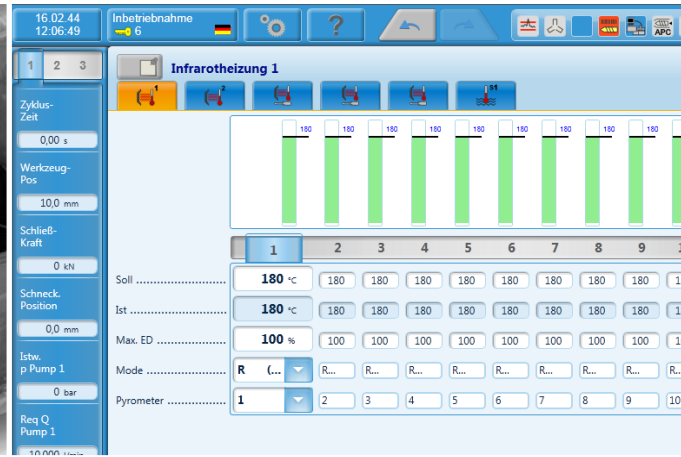 16.02.44
12:06:49
Inbetriebnahme
6
?
APC
1 2 3
Infrarotheizung 1
1 2 S1
Zyklus-
Zeit
0,00 s
Werkzeug-
Pos
10,0 mm
Schließ-
Kraft
0 kN
Schneck.
Position
0,0 mm
Istw.
p Pump 1
0 bar
Req Q
Pump 1
180 180 180 180 180 180 180 180 180
1 2 3 4 5 6 7 8 9
Soll 180 °C 180 180 180 180 180 180 180 180
Ist 180 °C 180 180 180 180 180 180 180 180
Max. ED 100 % 100 100 100 100 100 100 100 100
Mode R (... R... R... R... R... R... R... R... R... R...
Pyrometer 1 2 3 4 5 6 7 8 9 10